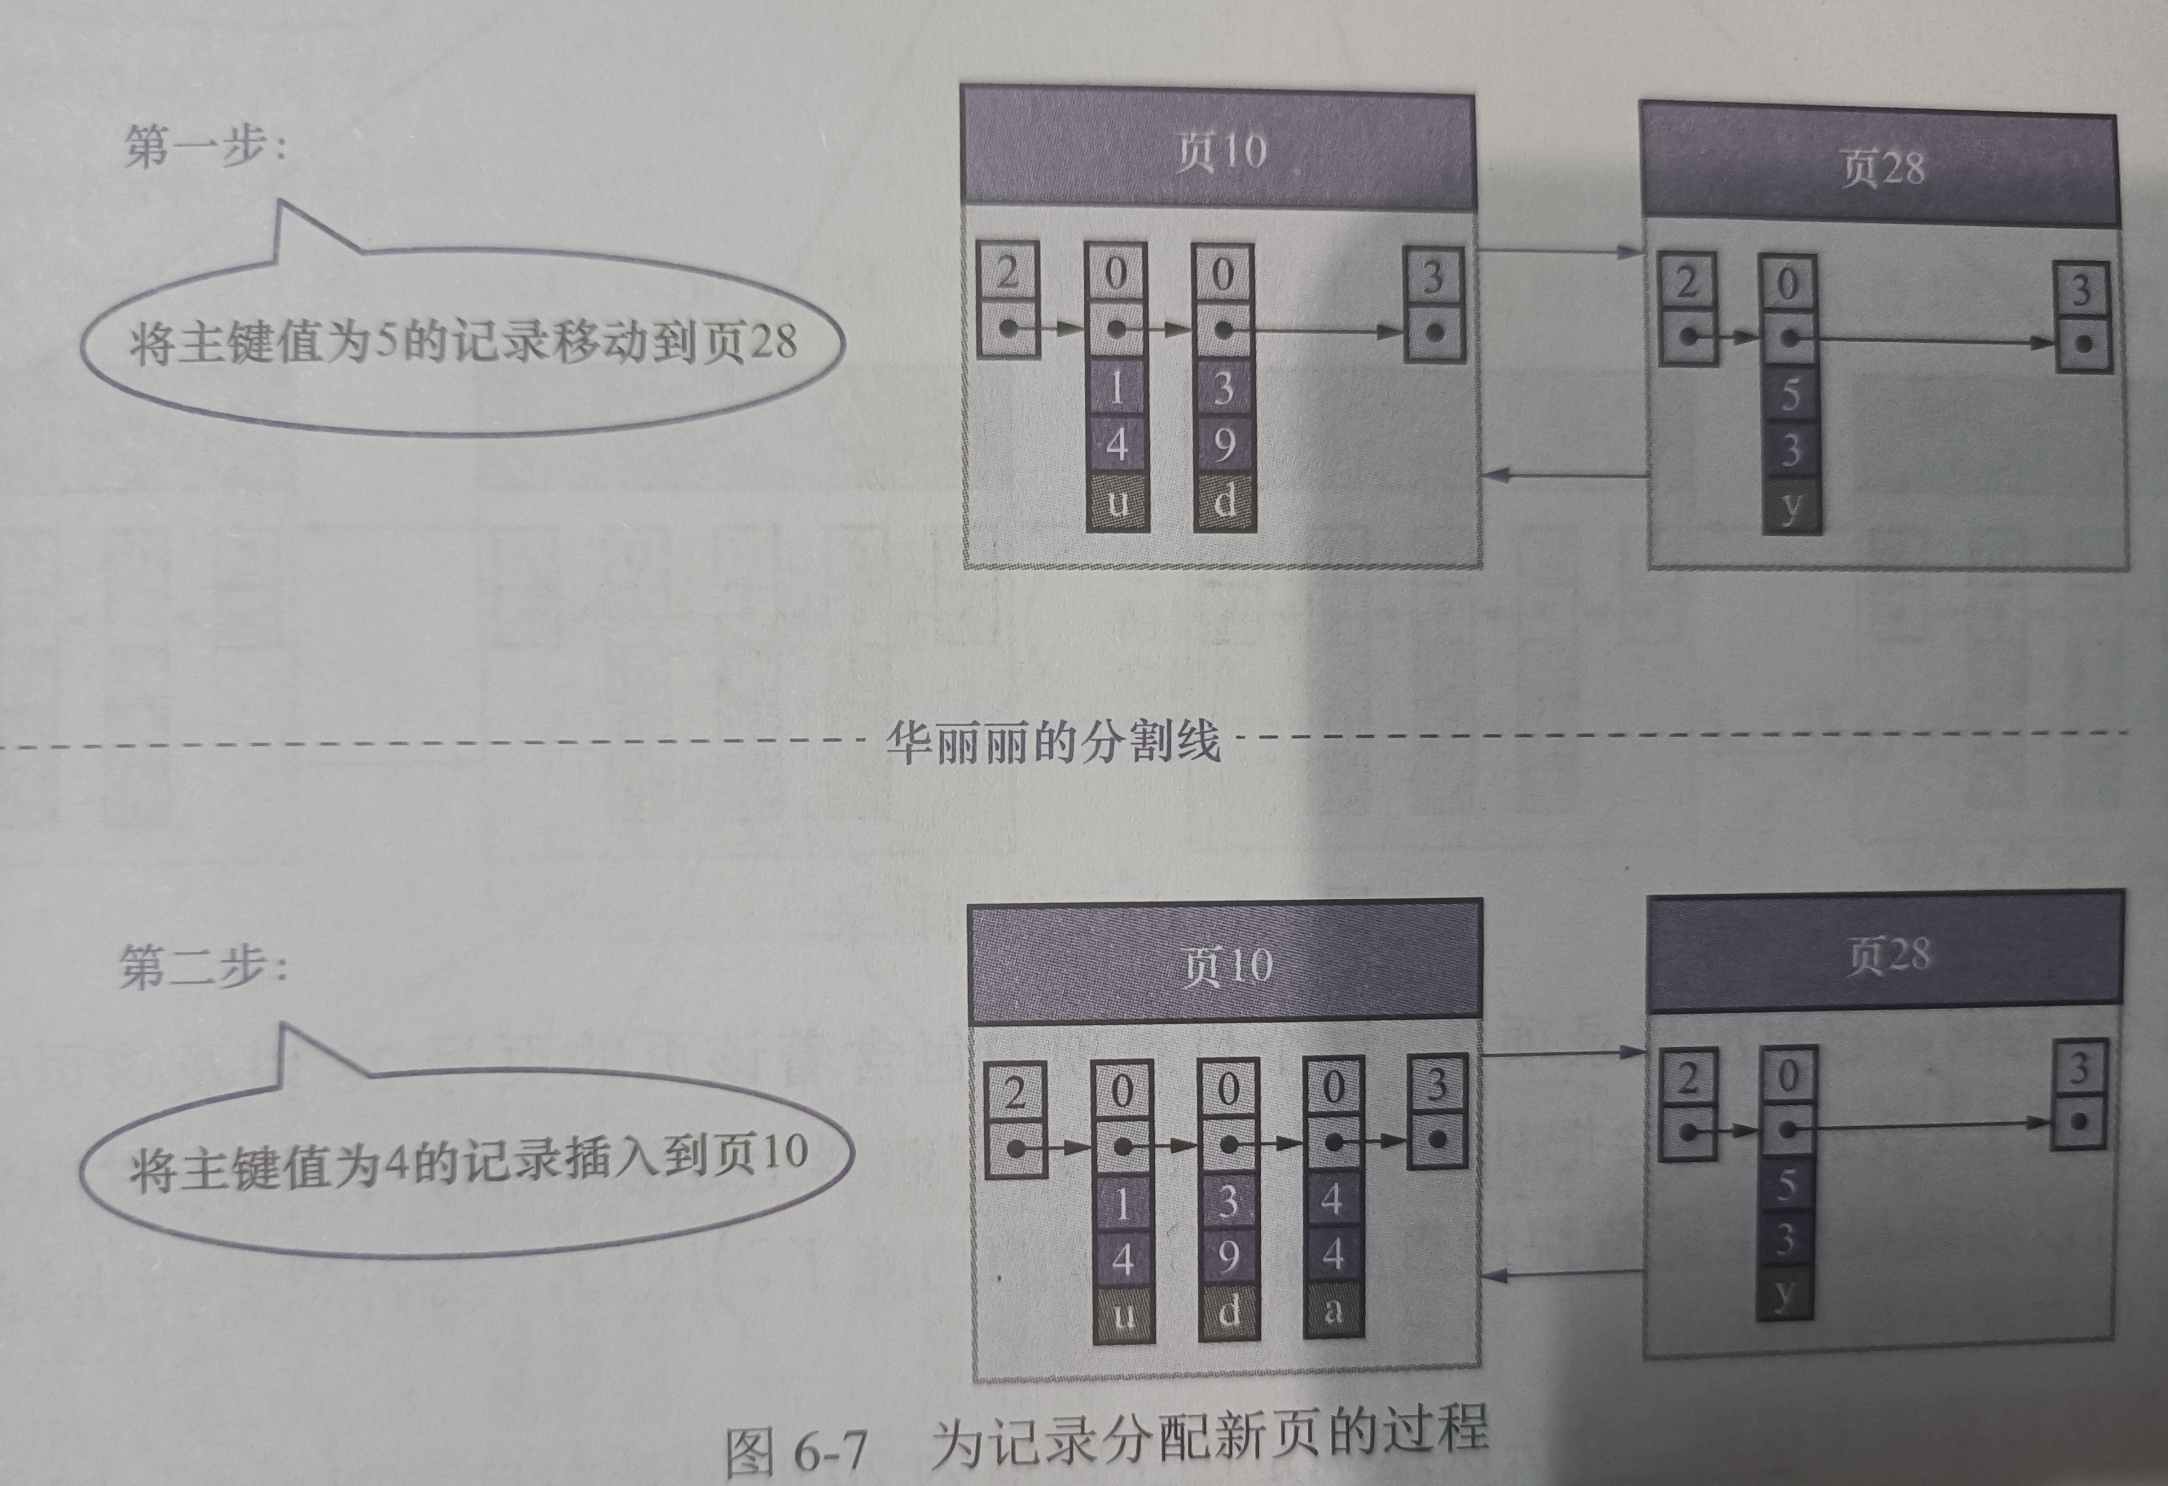 第一步:
将主键值为5的记录移动到页28
页10
2 0 0 3
1 3
4 9
u d
页28
2 0 3
5
3
y
华丽丽的分割线
第二步:
将主键值为4的记录插入到页10
页10
2 0 0 0 3
1 3 4
4 9 4
u d a
页28
2 0 3
5
3
y
图 6-7 为记录分配新页的过程